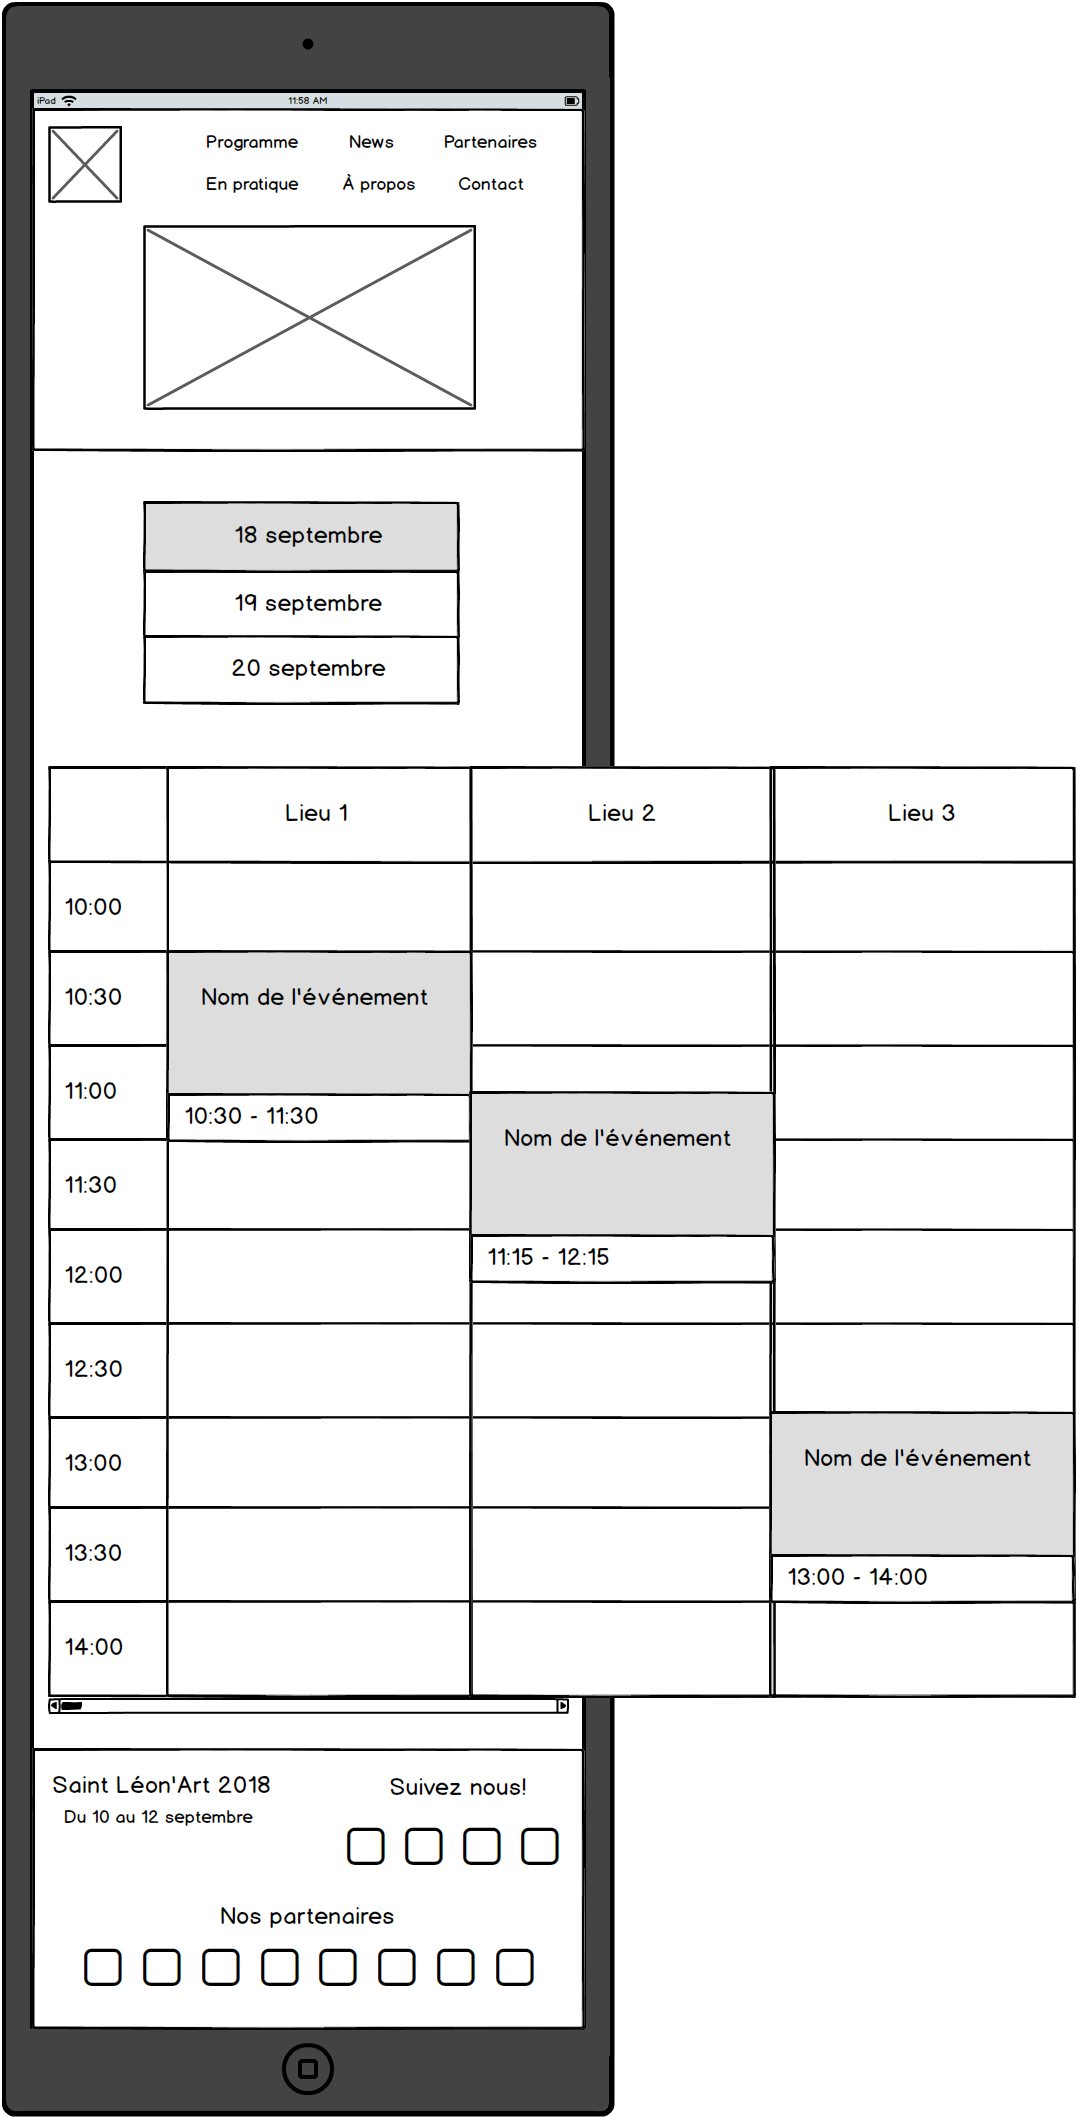 iPad
11:58 AM
Programme News Partenaires
En pratique À propos Contact
18 septembre
19 septembre
20 septembre
Lieu 1 Lieu 2 Lieu 3
10:00
10:30 Nom de l'événement
11:00
10:30 - 11:30
Nom de l'événement
11:30
11:15 - 12:15
12:00
12:30
13:00 Nom de l'événement
13:30
13:00 - 14:00
14:00
Saint Léon'Art 2018
Du 10 au 12 septembre
Suivez nous!
Nos partenaires